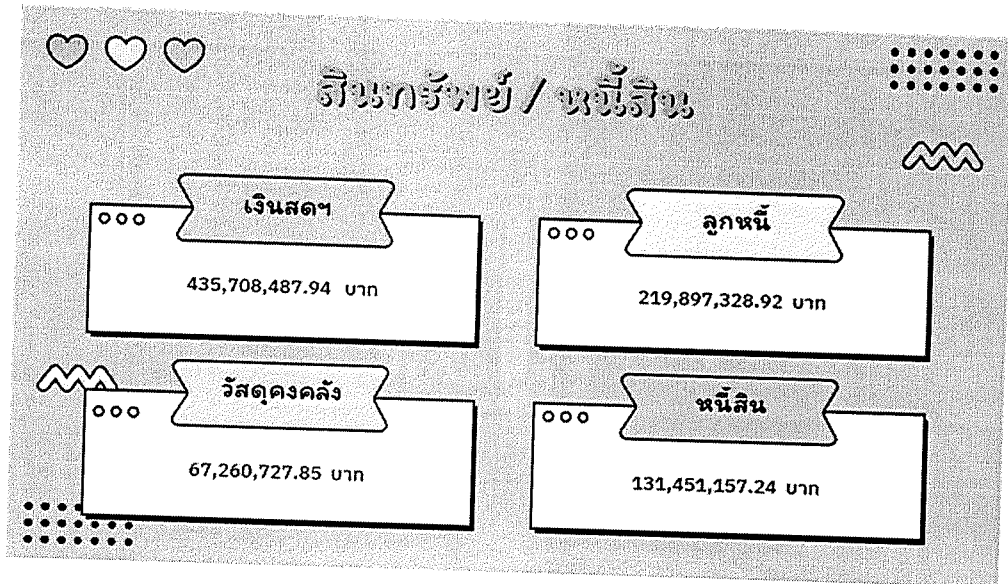 สินทรัพย์ / หนี้สิน
เงินสดฯ
435,708,487.94 บาท
ลูกหนี้
219,897,328.92 บาท
วัสดุคงคลัง
67,260,727.85 บาท
หนี้สิน
131,451,157.24 บาท